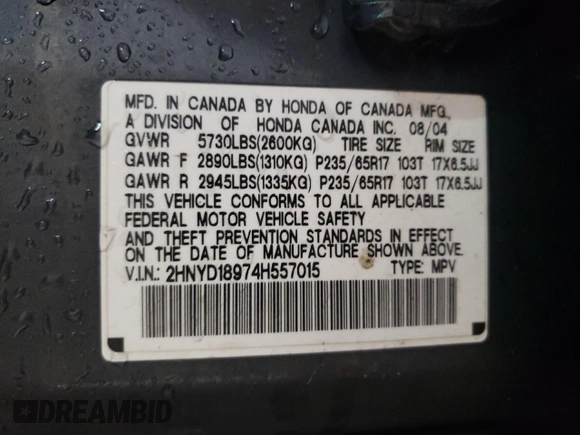 MFD. IN CANADA BY HONDA OF CANADA MFG.,
A DIVISION OF HONDA CANADA INC. 08/04
GVWR 5730LBS(2600KG) TIRE SIZE RIM SIZE
GAWR F 2890LBS(1310KG) P235/65R17 103T 17X6.5JJ
GAWR R 2945LBS(1335KG) P235/65R17 103T 17X6.5JJ
THIS VEHICLE CONFORMS TO ALL APPLICABLE
FEDERAL MOTOR VEHICLE SAFETY
AND THEFT PREVENTION STANDARDS IN EFFECT
ON THE DATE OF MANUFACTURE SHOWN ABOVE.
V.I.N.: 2HNYD18974H557015 TYPE: MPV
DREAMBID